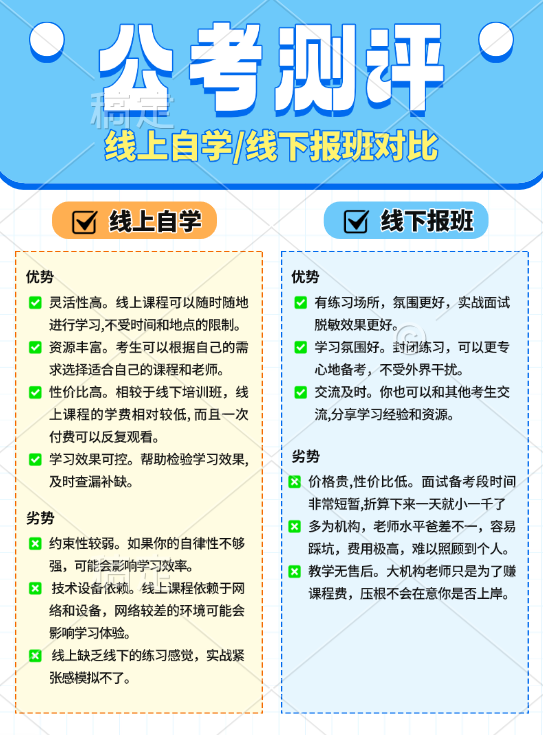 公考测评
线上自学/线下报班对比
稿定
线上自学
优势
灵活性高。线上课程可以随时随地
进行学习,不受时间和地点的限制。
资源丰富。考生可以根据自己的需
求选择适合自己的课程和老师。
性价比高。相较于线下培训班，线
上课程的学费相对较低,而且一次
付费可以反复观看。
学习效果可控。帮助检验学习效果,
及时查漏补缺。
劣势
约束性较弱。如果你的自律性不够
强，可能会影响学习效率。
技术设备依赖。线上课程依赖于网
络和设备，网络较差的环境可能会
影响学习体验。
线上缺乏线下的练习感觉，实战紧
张感模拟不了。
稿定
线下报班
优势
有练习场所，氛围更好，实战面试
脱敏效果更好。
学习氛围好。封闭练习，可以更专
心地备考，不受外界干扰。
交流及时。你也可以和其他考生交
流,分享学习经验和资源。
劣势
价格贵,性价比低。面试备考段时间
非常短暂,折算下来一天就小一千了
多为机构，老师水平爸差不一，容易
踩坑，费用极高，难以照顾到个人。
教学无售后。大机构老师只是为了赚
课程费，压根不会在意你是否上岸。